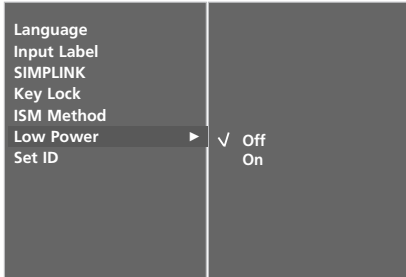 Language
Input Label
SIMPLINK
Key Lock
ISM Method
Low Power ►
Set ID
√ Off
On